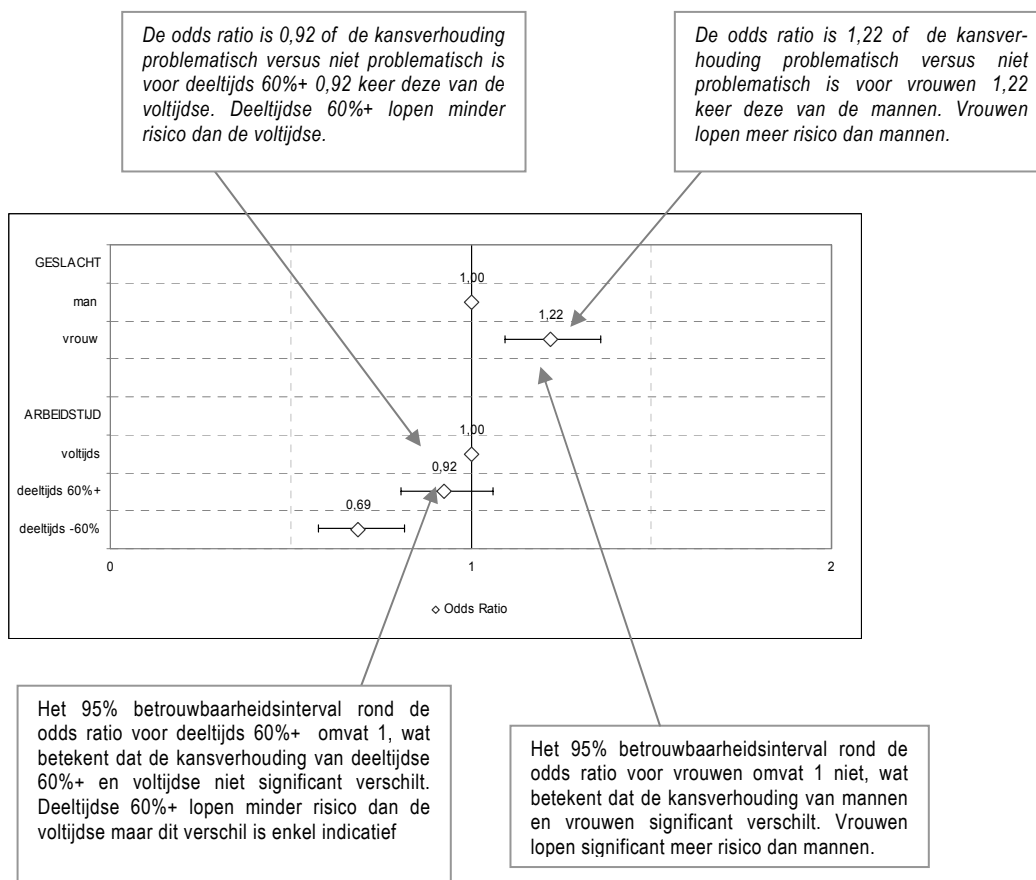 De odds ratio is 0,92 of de kansverhouding
problematisch versus niet problematisch is
voor deeltijds 60%+ 0,92 keer deze van de
voltijdse. Deeltijdse 60%+ lopen minder
risico dan de voltijdse.
De odds ratio is 1,22 of de kansver-
houding problematisch versus niet
problematisch is voor vrouwen 1,22
keer deze van de mannen. Vrouwen
lopen meer risico dan mannen.
GESLACHT
1,00
man
1,22
vrouw
ARBEIDSTIJD
1,00
voltijds
0,92
deeltijds 60%+
0,69
deeltijds -60%
0
1
2
Odds Ratio
Het 95% betrouwbaarheidsinterval rond de
odds ratio voor deeltijds 60%+ omvat 1, wat
betekent dat de kansverhouding van deeltijdse
60%+ en voltijdse niet significant verschilt.
Deeltijdse 60%+ lopen minder risico dan de
voltijdse maar dit verschil is enkel indicatief
Het 95% betrouwbaarheidsinterval rond de
odds ratio voor vrouwen omvat 1 niet, wat
betekent dat de kansverhouding van mannen
en vrouwen significant verschilt. Vrouwen
lopen significant meer risico dan mannen.